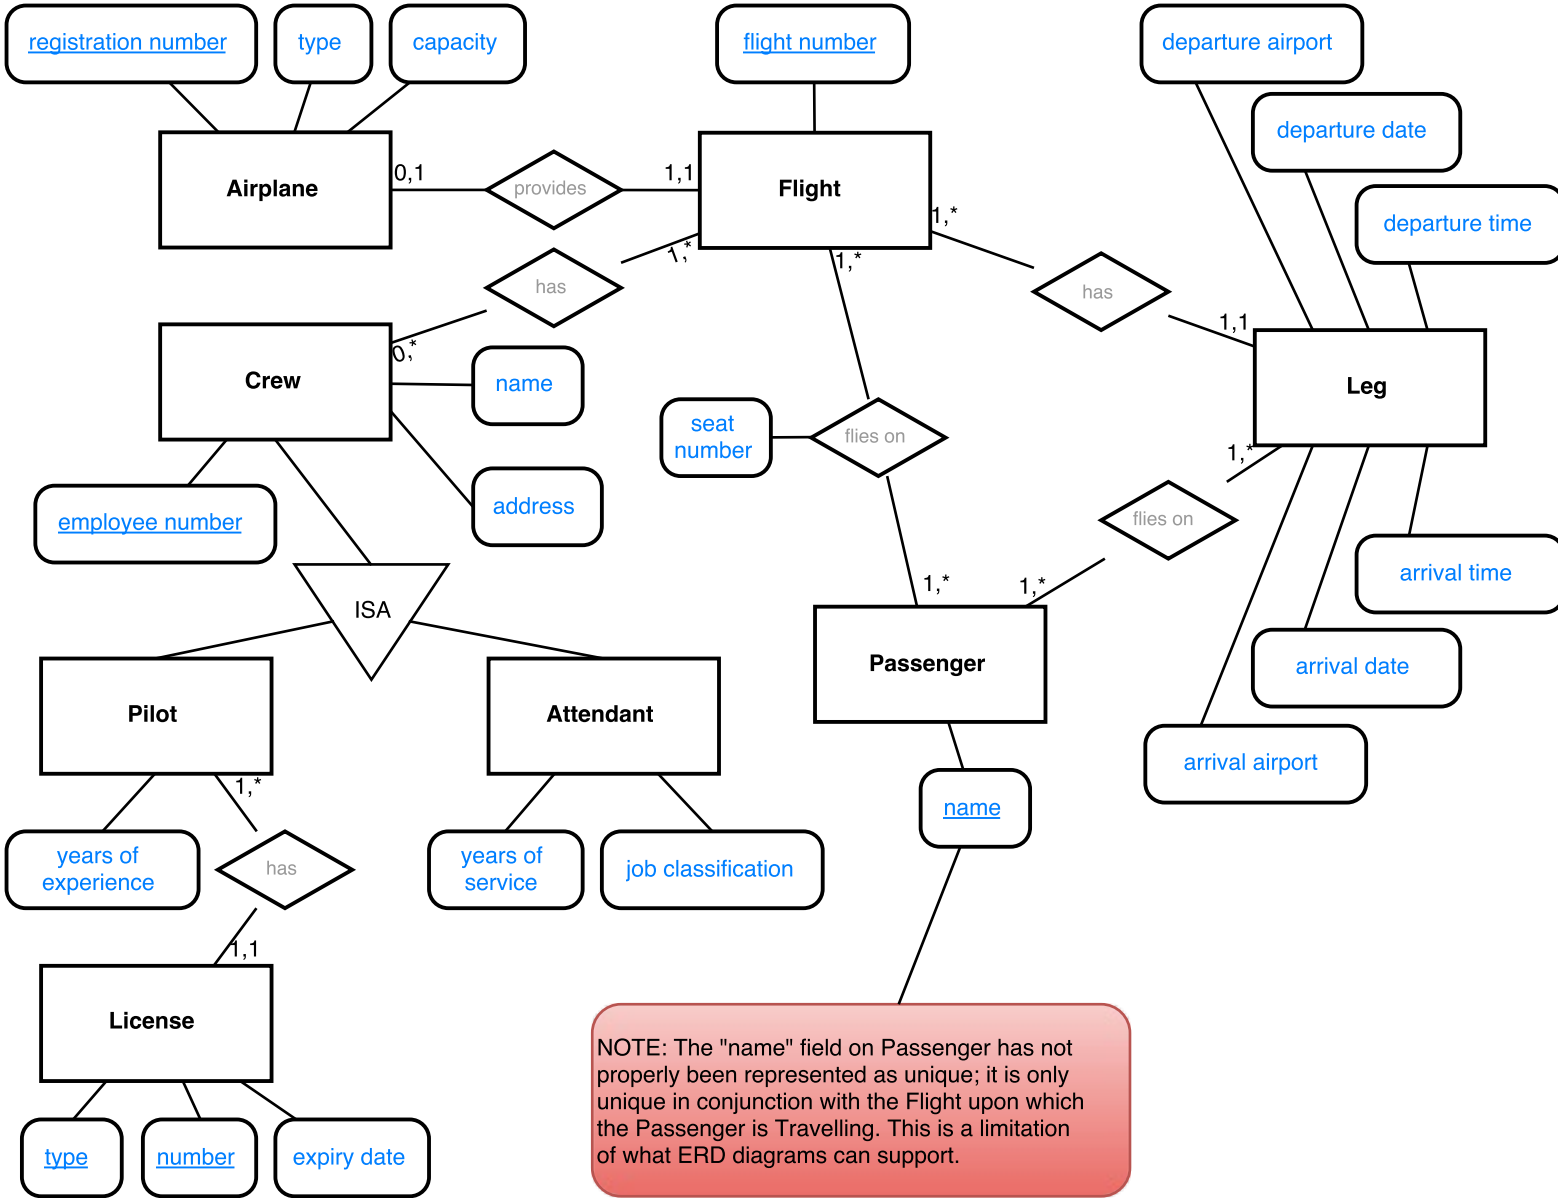 registration number
type
capacity
flight number
departure airport
departure date
departure time
Airplane
0,1
provides
1,1
Flight
1,*
1,*
1,*
has
has
1,1
Crew
0,*
name
address
employee number
Leg
seat
number
flies on
1,*
flies on
1,*
1,*
arrival time
arrival date
arrival airport
ISA
Pilot
Attendant
Passenger
1,*
name
years of
experience
has
years of
service
job classification
1,1
License
type
number
expiry date
NOTE: The "name" field on Passenger has not
properly been represented as unique; it is only
unique in conjunction with the Flight upon which
the Passenger is Travelling. This is a limitation
of what ERD diagrams can support.